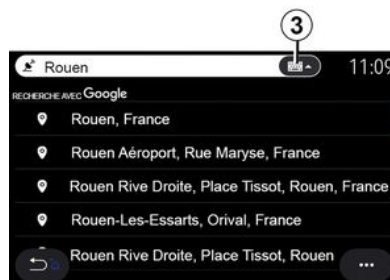 3
Rouen
11:09
RECHERCHE AVEC Google
Rouen, France
Rouen Aéroport, Rue Maryse, France
Rouen Rive Droite, Place Tissot, Rouen, France
Rouen-Les-Essarts, Orival, France
Rouen Rive Droite, Place Tissot, Rouen